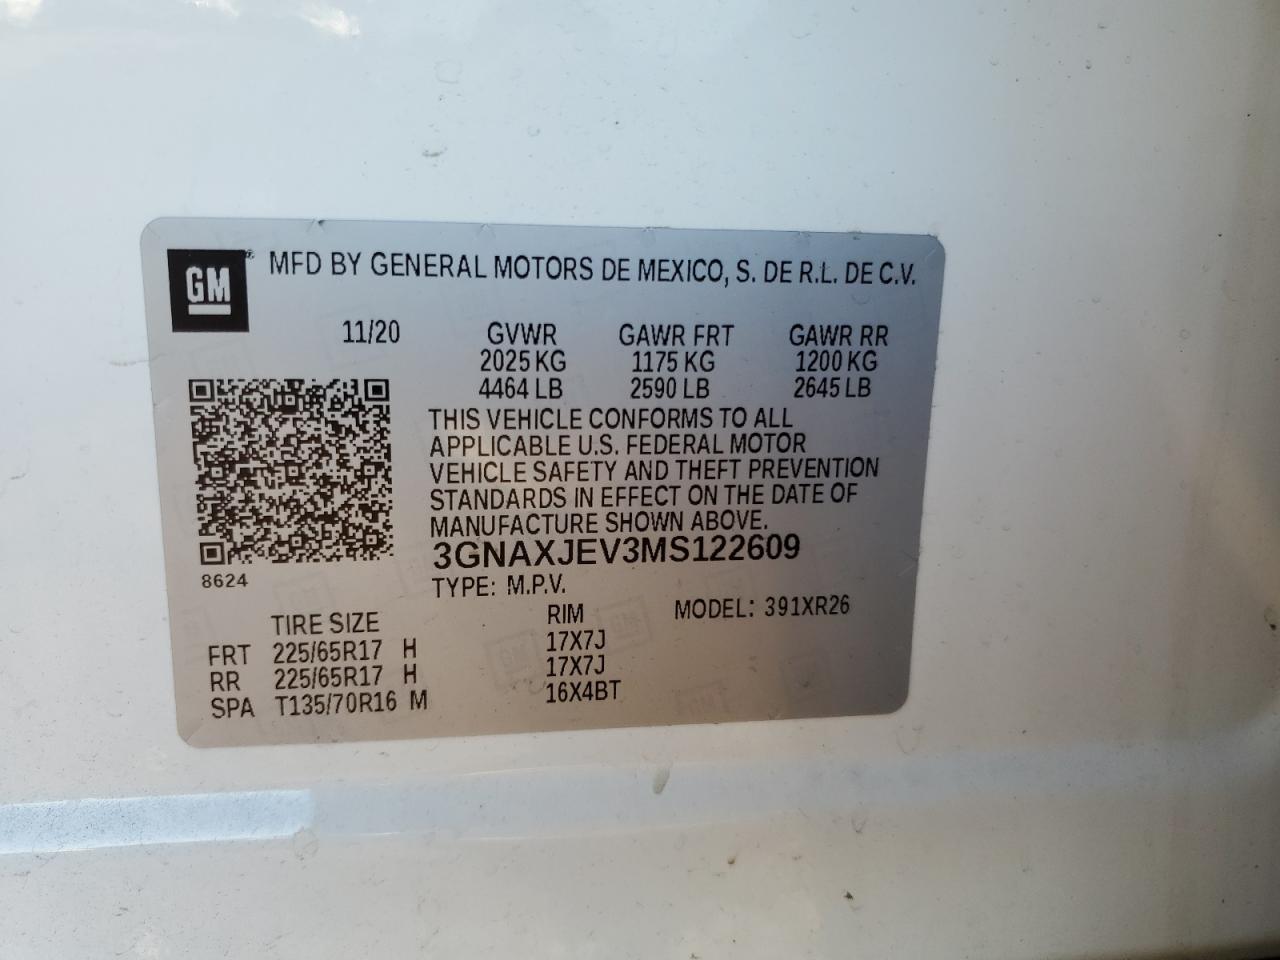 GM® MFD BY GENERAL MOTORS DE MEXICO, S. DE R.L. DE C.V.
11/20 GVWR GAWR FRT GAWR RR
2025 KG 1175 KG 1200 KG
4464 LB 2590 LB 2645 LB
THIS VEHICLE CONFORMS TO ALL
APPLICABLE U.S. FEDERAL MOTOR
VEHICLE SAFETY AND THEFT PREVENTION
STANDARDS IN EFFECT ON THE DATE OF
MANUFACTURE SHOWN ABOVE.
3GNAXJEV3MS122609
8624
TYPE: M.P.V.
TIRE SIZE RIM MODEL: 391XR26
FRT 225/65R17 H 17X7J
RR 225/65R17 H 17X7J
SPA T135/70R16 M 16X4BT